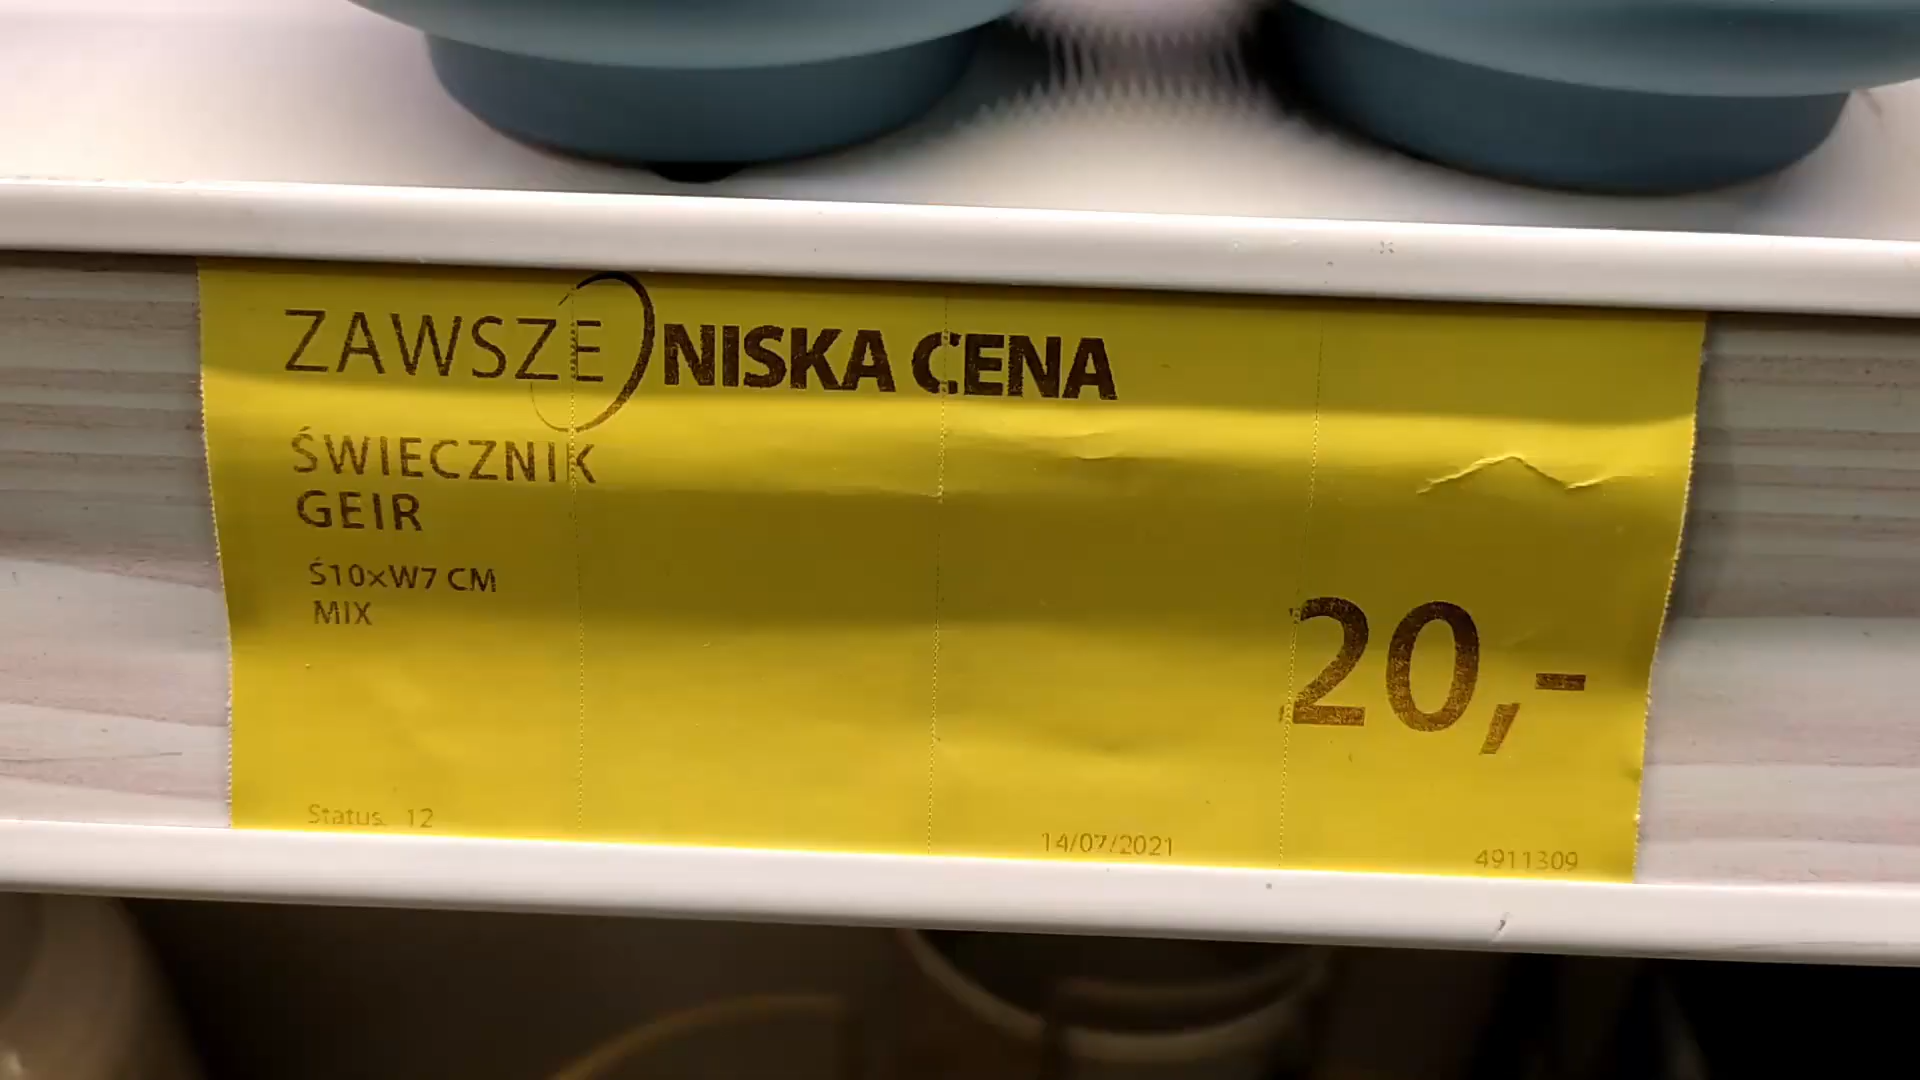 ZAWSZE NISKA CENA
ŚWIECZNIK
GEIR
Ś10xW7 CM
MIX
20,-
Status. 12
14/07/2021
4911309